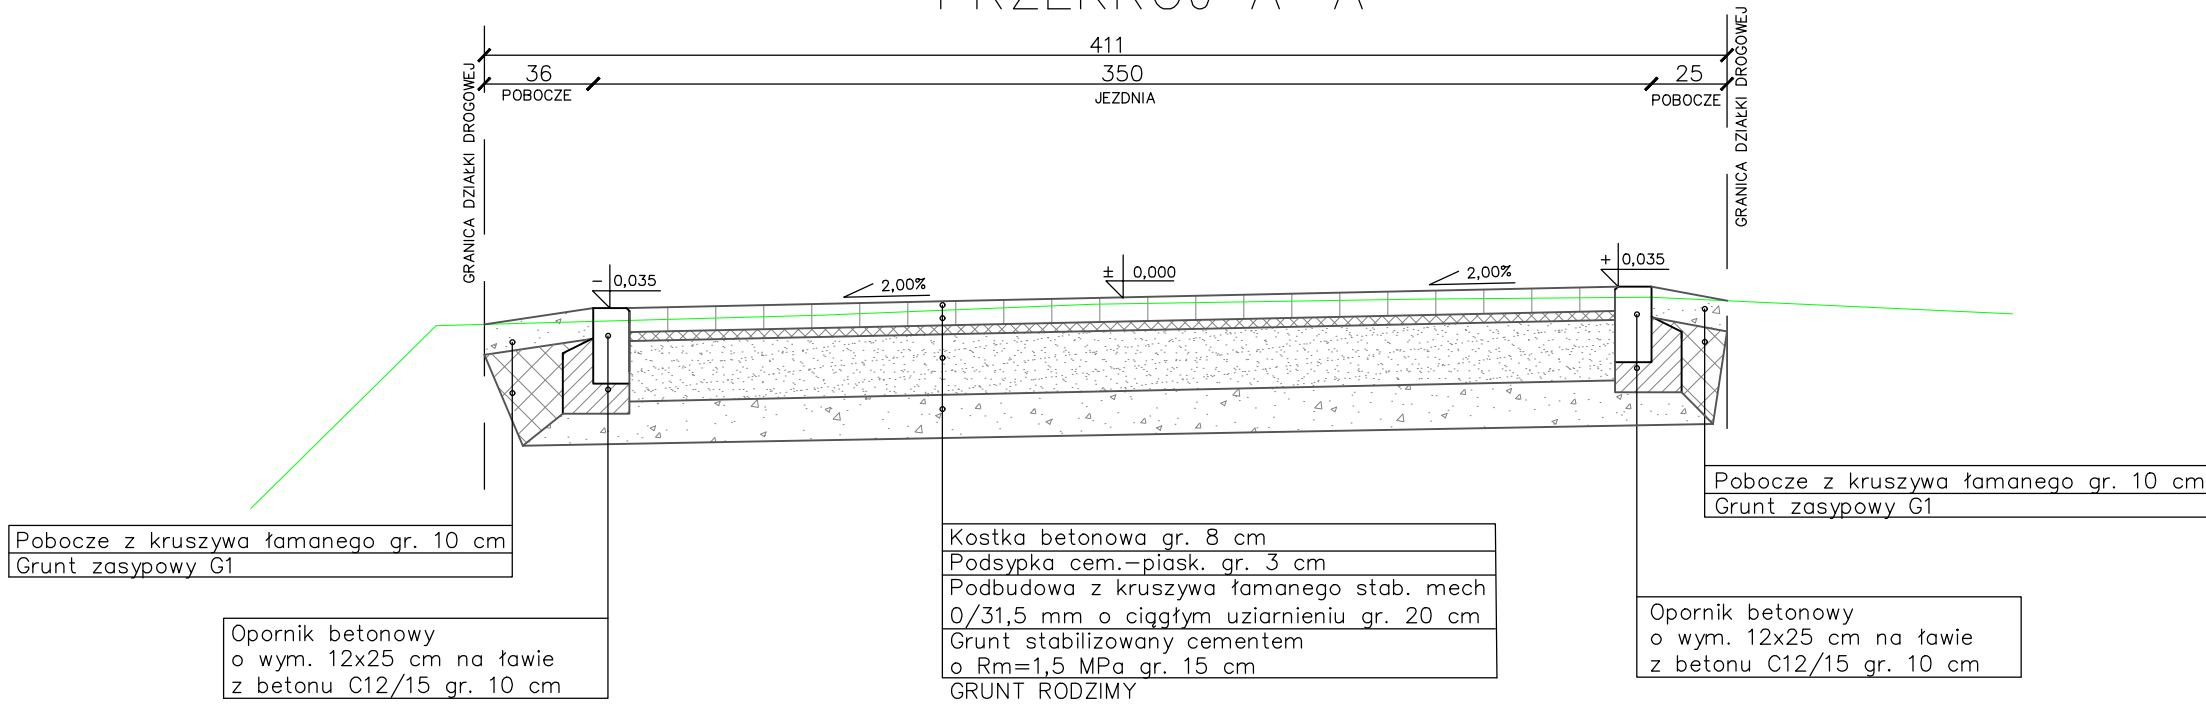 PRZEKRÓJ A-A
411
36
350
25
POBOCZE
JEZDNIA
POBOCZE
GRANICA DZIAŁKI DROGOWEJ
GRANICA DZIAŁKI DROGOWEJ
- 0,035
2,00%
± 0,000
2,00%
+ 0,035
Pobocze z kruszywa łamanego gr. 10 cm
Grunt zasypowy G1
Opornik betonowy
o wym. 12x25 cm na ławie
z betonu C12/15 gr. 10 cm
Kostka betonowa gr. 8 cm
Podsypka cem.-piask. gr. 3 cm
Podbudowa z kruszywa łamanego stab. mech
0/31,5 mm o ciągłym uziarnieniu gr. 20 cm
Grunt stabilizowany cementem
o Rm=1,5 MPa gr. 15 cm
GRUNT RODZIMY
Pobocze z kruszywa łamanego gr. 10 cm
Grunt zasypowy G1
Opornik betonowy
o wym. 12x25 cm na ławie
z betonu C12/15 gr. 10 cm